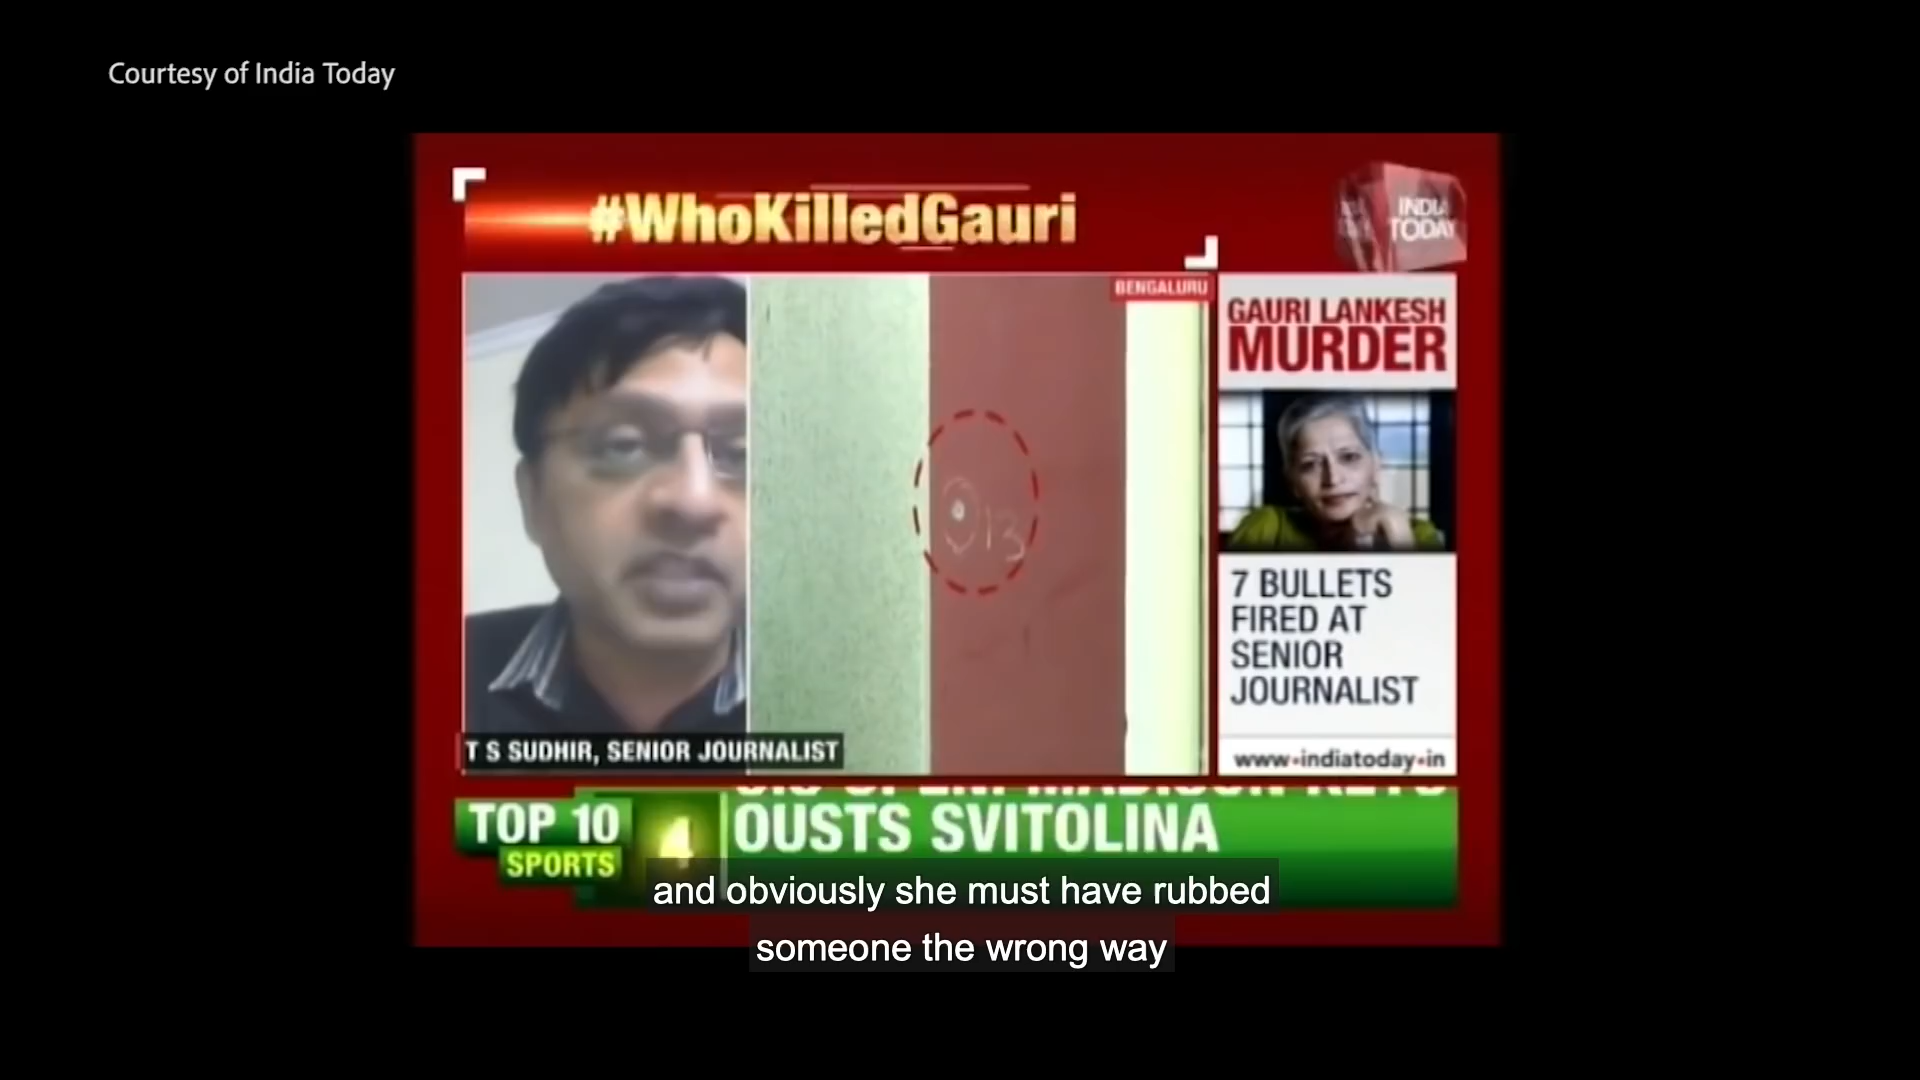 Courtesy of India Today
#WhoKilledGauri
INDIA
TODAY
BENGALURU
GAURI LANKESH
MURDER
13
7 BULLETS
FIRED AT
SENIOR
JOURNALIST
T S SUDHIR, SENIOR JOURNALIST
www.indiatoday.in
TOP 10
SPORTS
4
OUSTS SVITOLINA
and obviously she must have rubbed
someone the wrong way